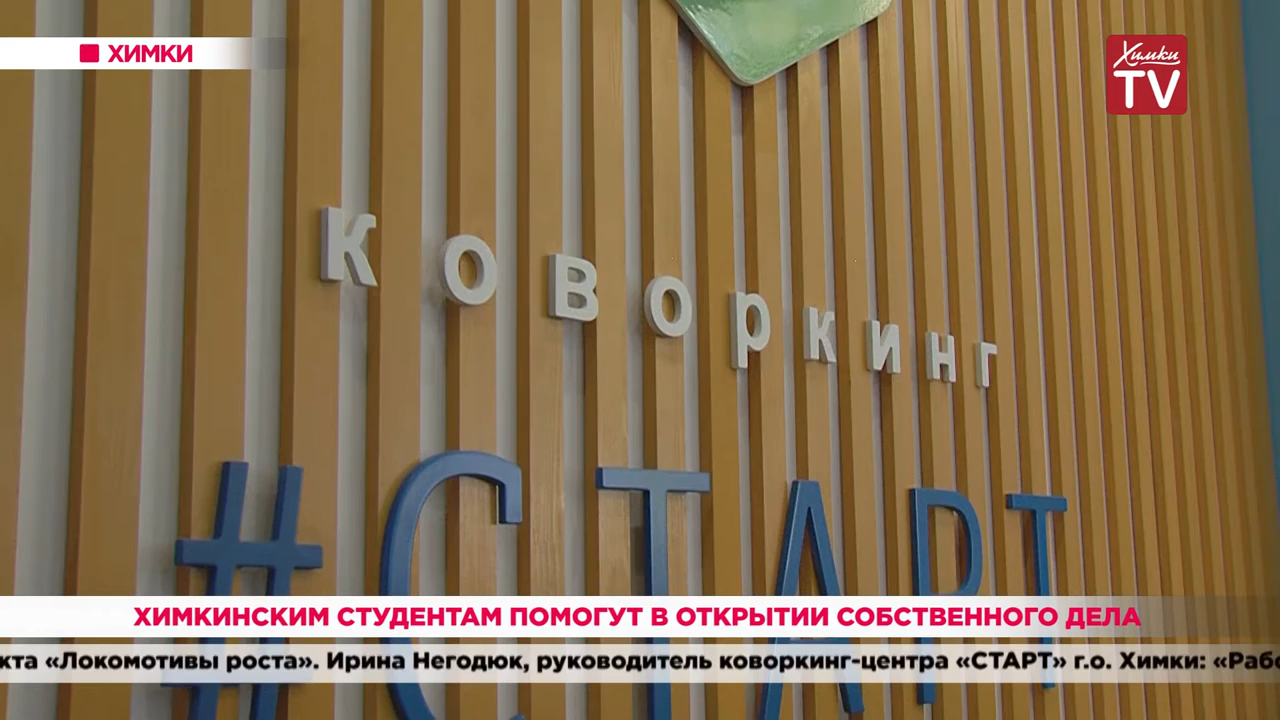 ХИМКИ
Химки
TV
коворкинг
#СТАРТ
ХИМКИНСКИМ СТУДЕНТАМ ПОМОГУТ В ОТКРЫТИИ СОБСТВЕННОГО ДЕЛА
кта «Локомотивы роста». Ирина Негодюк, руководитель коворкинг-центра «СТАРТ» г.о. Химки: «Рабо